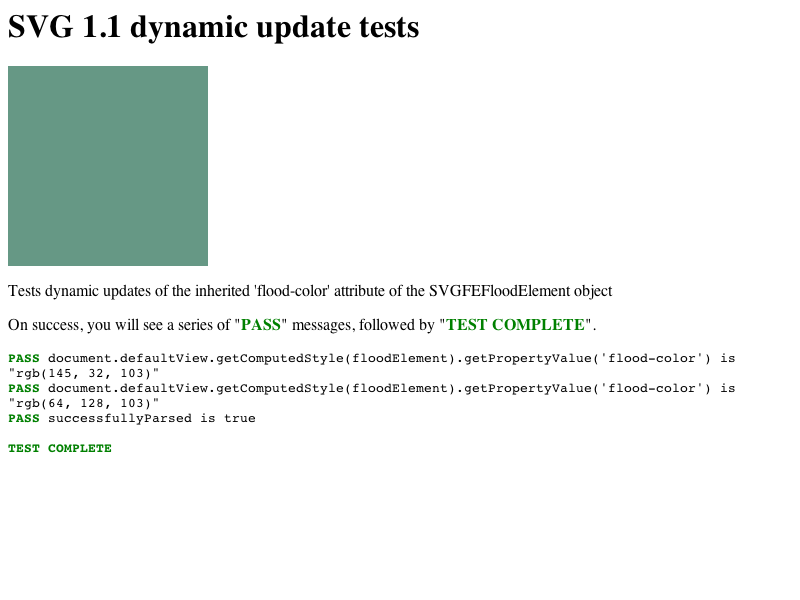 SVG 1.1 dynamic update tests
Tests dynamic updates of the inherited 'flood-color' attribute of the SVGFEFloodElement object
On success, you will see a series of "PASS" messages, followed by "TEST COMPLETE".
PASS document.defaultView.getComputedStyle(floodElement).getPropertyValue('flood-color') is
"rgb(145, 32, 103)"
PASS document.defaultView.getComputedStyle(floodElement).getPropertyValue('flood-color') is
"rgb(64, 128, 103)"
PASS successfullyParsed is true
TEST COMPLETE